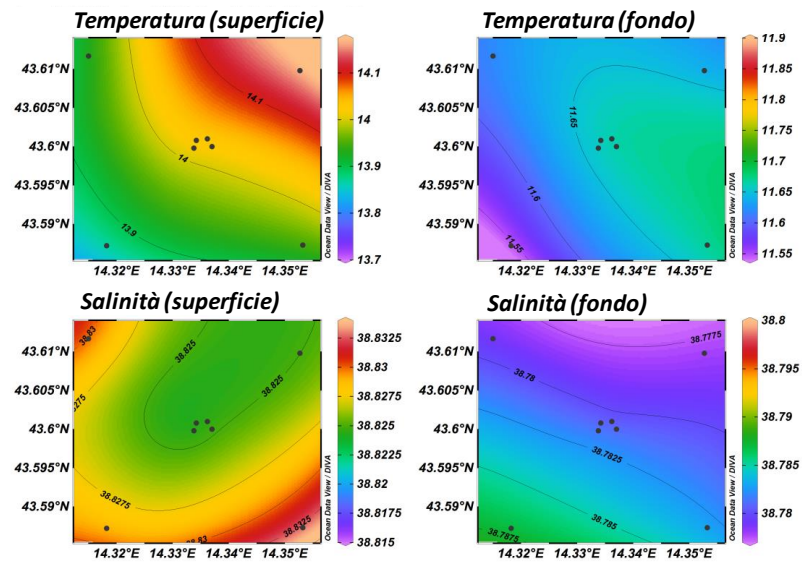 Temperatura (superficie)
43.61°N
43.605°N
43.6°N
43.595°N
43.59°N
14.32°E 14.33°E 14.34°E 14.35°E
14.1
14
13.9
Ocean Data View / DIVA
14.1
14
13.9
13.8
13.7
Temperatura (fondo)
43.61°N
43.605°N
43.6°N
43.595°N
43.59°N
14.32°E 14.33°E 14.34°E 14.35°E
11.65
11.6
11.55
Ocean Data View / DIVA
11.9
11.85
11.8
11.75
11.7
11.65
11.6
11.55
Salinità (superficie)
43.61°N
43.605°N
43.6°N
43.595°N
43.59°N
14.32°E 14.33°E 14.34°E 14.35°E
38.83
38.825
38.825
38.8275
38.8275
38.83
38.8325
Ocean Data View / DIVA
38.8325
38.83
38.8275
38.825
38.8225
38.82
38.8175
38.815
Salinità (fondo)
43.61°N
43.605°N
43.6°N
43.595°N
43.59°N
14.32°E 14.33°E 14.34°E 14.35°E
38.7775
38.78
38.7825
38.785
38.7875
Ocean Data View / DIVA
38.8
38.795
38.79
38.785
38.78